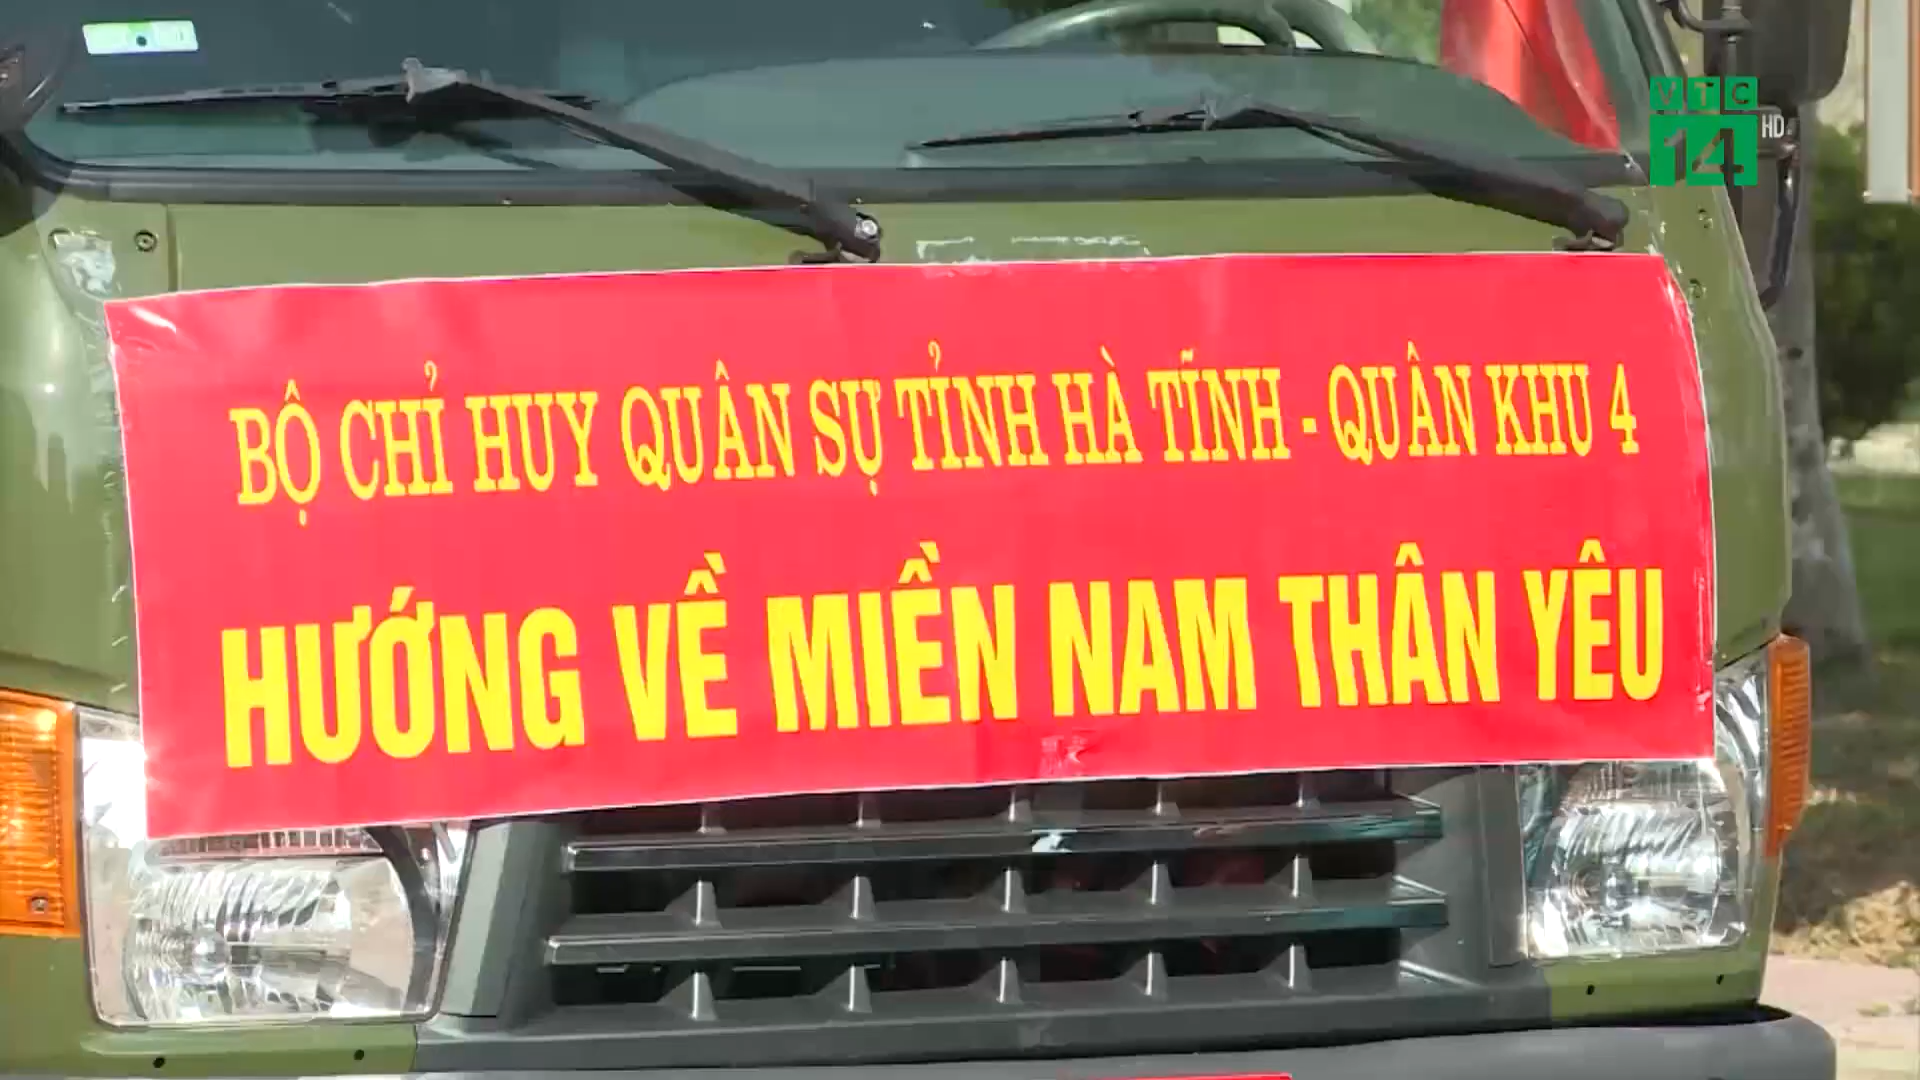 VTC
14 HD
BỘ CHỈ HUY QUÂN SỰ TỈNH HÀ TĨNH - QUÂN KHU 4
HƯỚNG VỀ MIỀN NAM THÂN YÊU